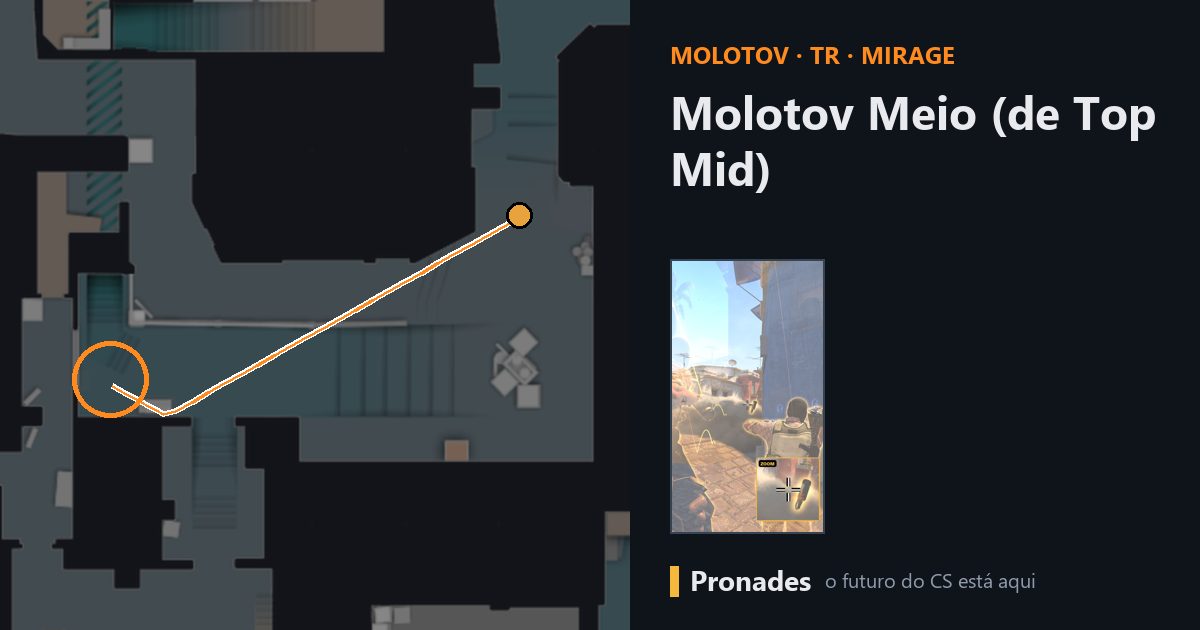 MOLOTOV · TR · MIRAGE
Molotov Meio (de Top
Mid)
ZOOM
Pronades o futuro do CS está aqui